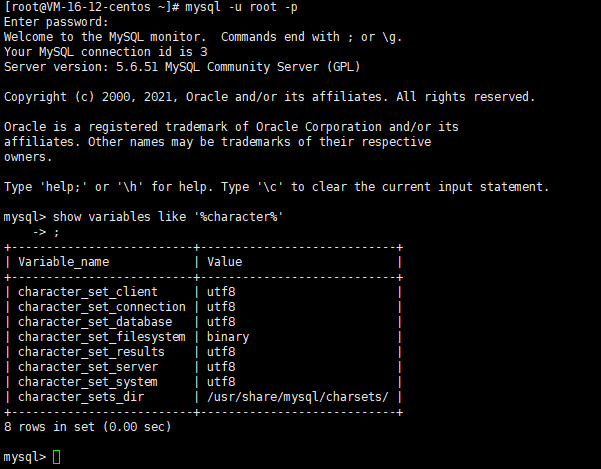 [root@VM-16-12-centos ~]# mysql -u root -p
Enter password:
Welcome to the MySQL monitor.  Commands end with ; or \g.
Your MySQL connection id is 3
Server version: 5.6.51 MySQL Community Server (GPL)

Copyright (c) 2000, 2021, Oracle and/or its affiliates. All rights reserved.

Oracle is a registered trademark of Oracle Corporation and/or its
affiliates. Other names may be trademarks of their respective
owners.

Type 'help;' or '\h' for help. Type '\c' to clear the current input statement.

mysql> show variables like '%character%'
    -> ;
+--------------------------+----------------------------+
| Variable_name            | Value                      |
+--------------------------+----------------------------+
| character_set_client     | utf8                       |
| character_set_connection | utf8                       |
| character_set_database   | utf8                       |
| character_set_filesystem | binary                     |
| character_set_results    | utf8                       |
| character_set_server     | utf8                       |
| character_set_system     | utf8                       |
| character_sets_dir       | /usr/share/mysql/charsets/ |
+--------------------------+----------------------------+
8 rows in set (0.00 sec)

mysql>